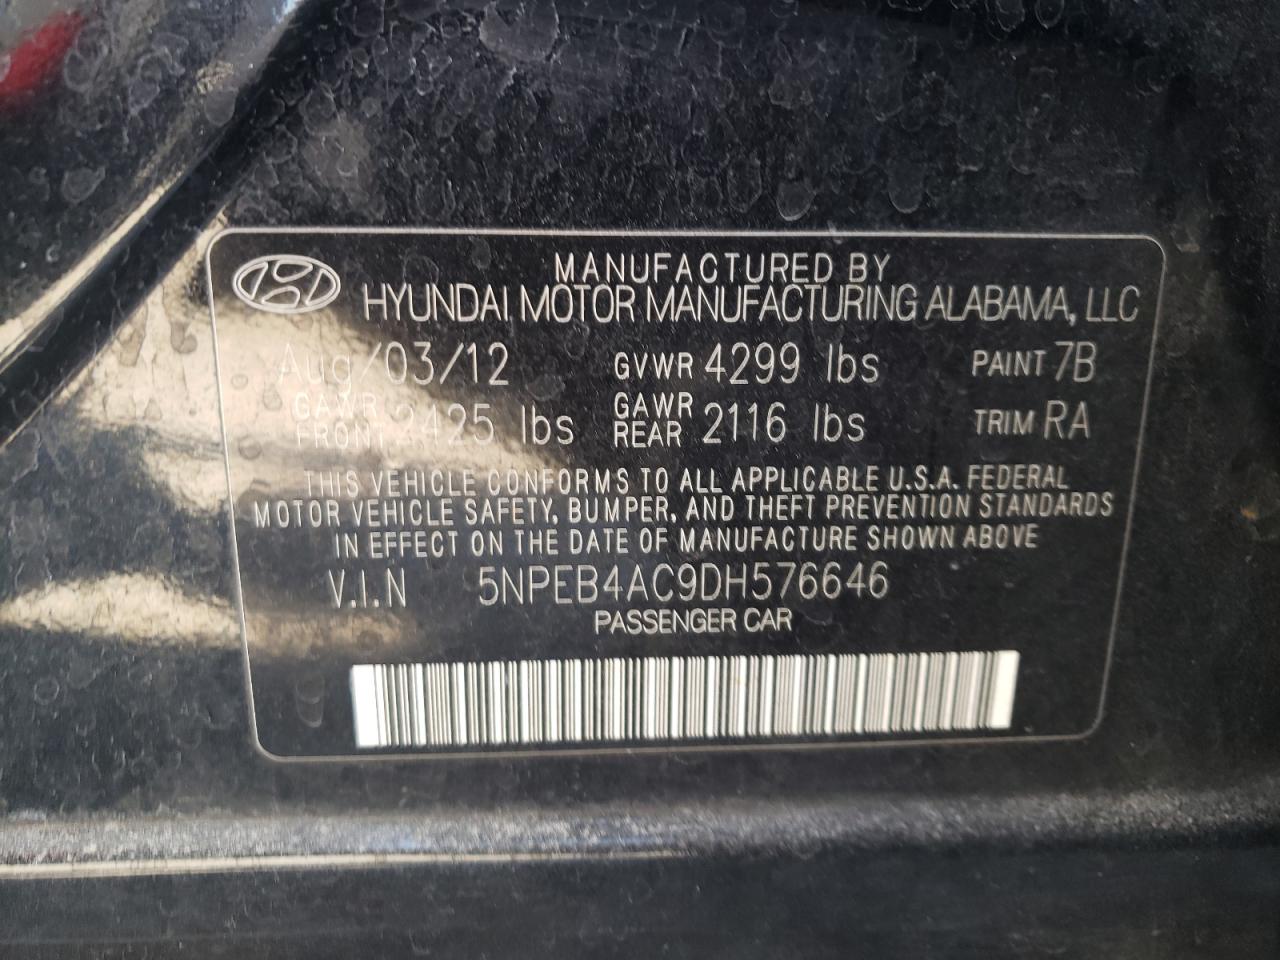 MANUFACTURED BY
HYUNDAI MOTOR MANUFACTURING ALABAMA, LLC
Aug/03/12 GVWR 4299 lbs PAINT 7B
GAWR FRONT 2425 lbs GAWR REAR 2116 lbs TRIM RA
THIS VEHICLE CONFORMS TO ALL APPLICABLE U.S.A. FEDERAL
MOTOR VEHICLE SAFETY, BUMPER, AND THEFT PREVENTION STANDARDS
IN EFFECT ON THE DATE OF MANUFACTURE SHOWN ABOVE
V.I.N 5NPEB4AC9DH576646
PASSENGER CAR